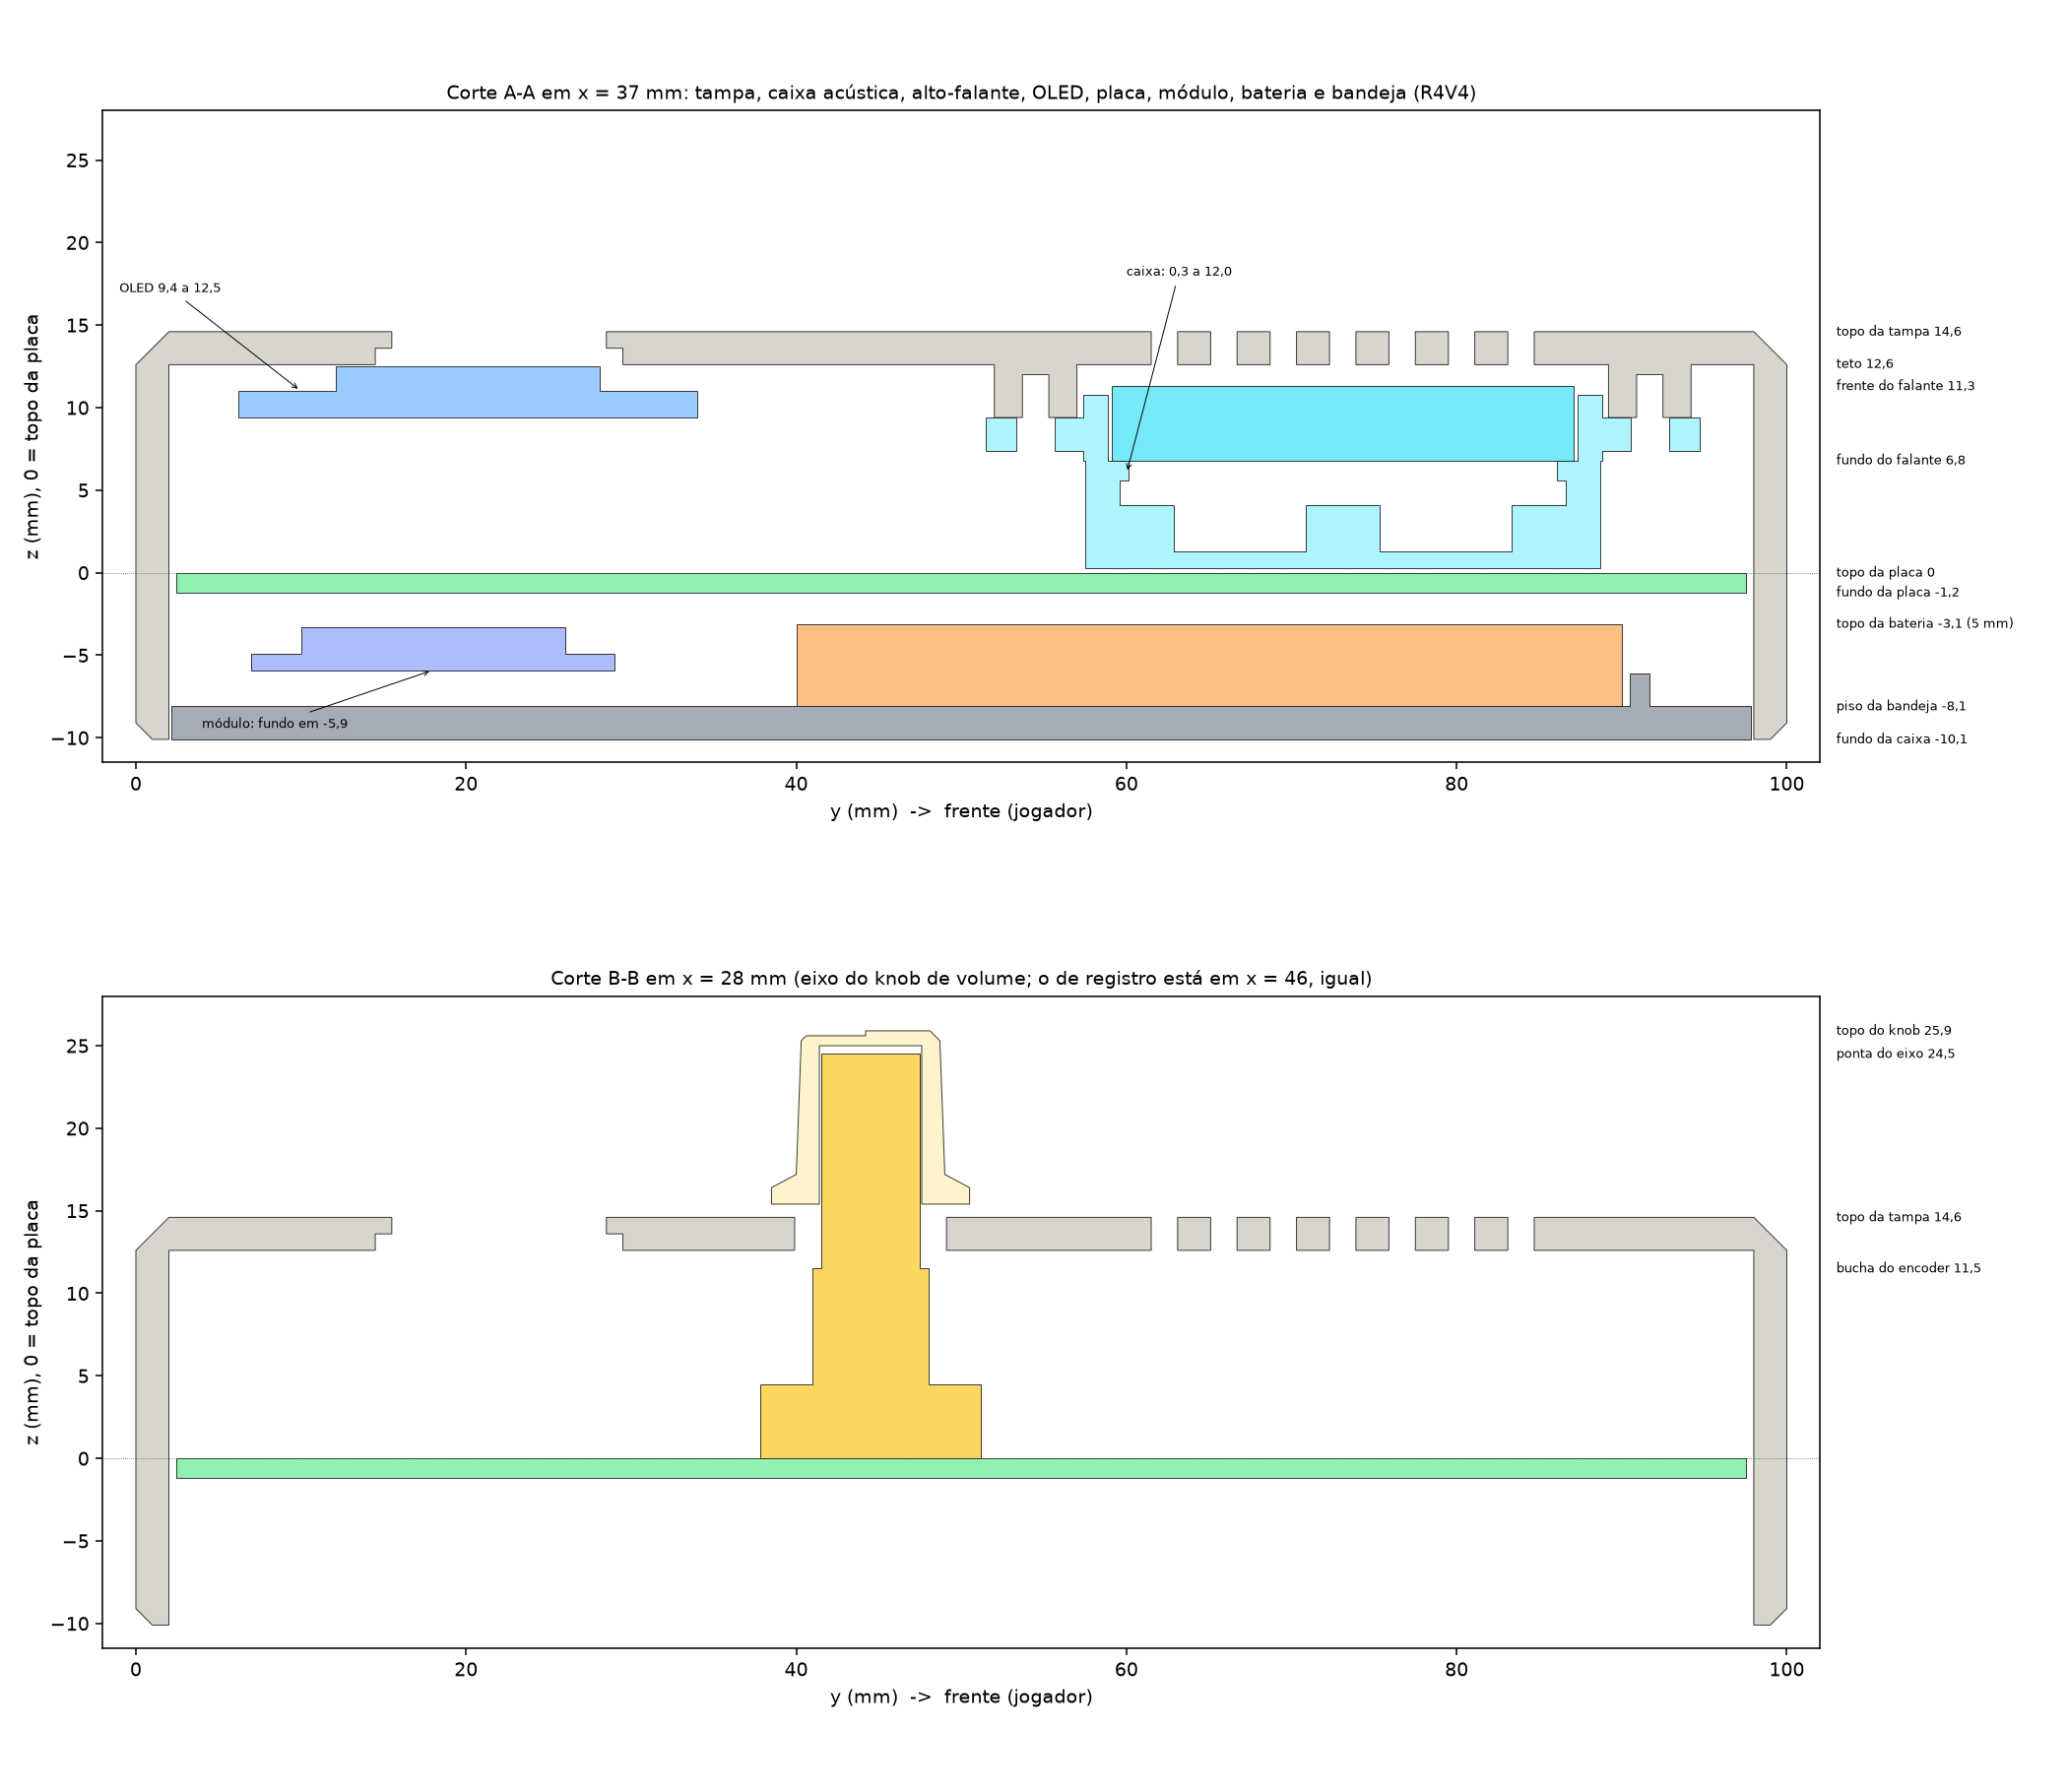 Corte A-A em x = 37 mm: tampa, caixa acústica, alto-falante, OLED, placa, módulo, bateria e bandeja (R4V4)
25
20
15
10
5
0
−5
−10
z (mm), 0 = topo da placa
OLED 9,4 a 12,5
caixa: 0,3 a 12,0
módulo: fundo em -5,9
topo da tampa 14,6
teto 12,6
frente do falante 11,3
fundo do falante 6,8
topo da placa 0
fundo da placa -1,2
topo da bateria -3,1 (5 mm)
piso da bandeja -8,1
fundo da caixa -10,1
0 20 40 60 80 100
y (mm) -> frente (jogador)
Corte B-B em x = 28 mm (eixo do knob de volume; o de registro está em x = 46, igual)
25
20
15
10
5
0
−5
−10
z (mm), 0 = topo da placa
topo do knob 25,9
ponta do eixo 24,5
topo da tampa 14,6
bucha do encoder 11,5
0 20 40 60 80 100
y (mm) -> frente (jogador)